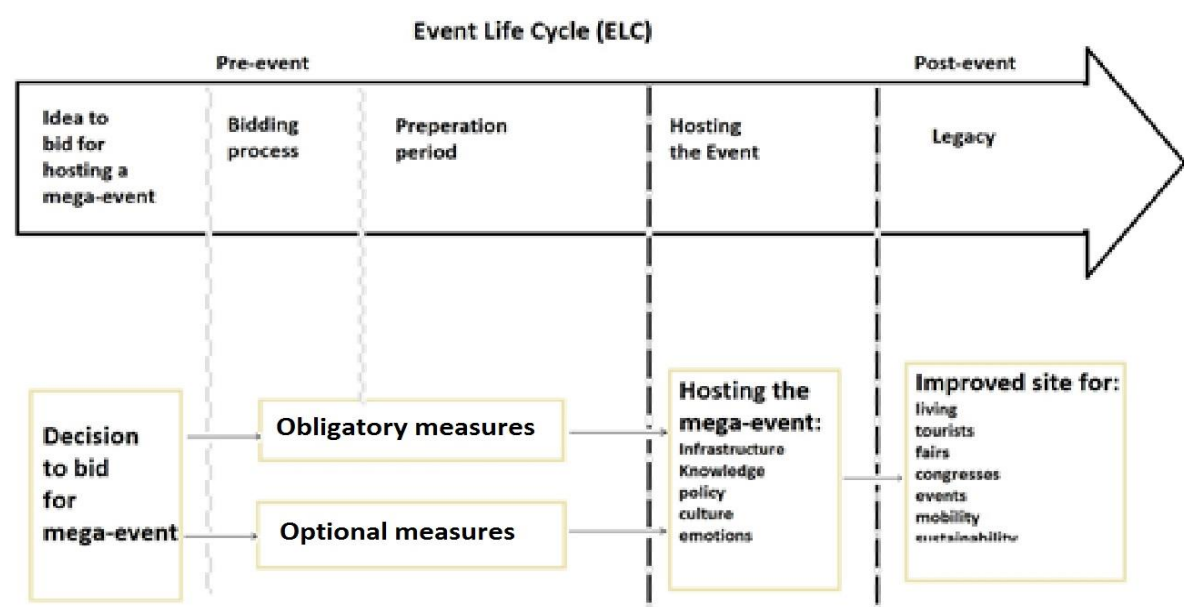 Event Life Cycle (ELC)
Pre-event
Post-event
Idea to
bid for
hosting a
mega-event
Bidding
process
Preperation
period
Hosting
the Event
Legacy
Decision
to bid
for
mega-event
Obligatory measures
Optional measures
Hosting the
mega-event:
Infrastructure
Knowledge
policy
culture
emotions
Improved site for:
living
tourists
fairs
congresses
events
mobility
sustainability